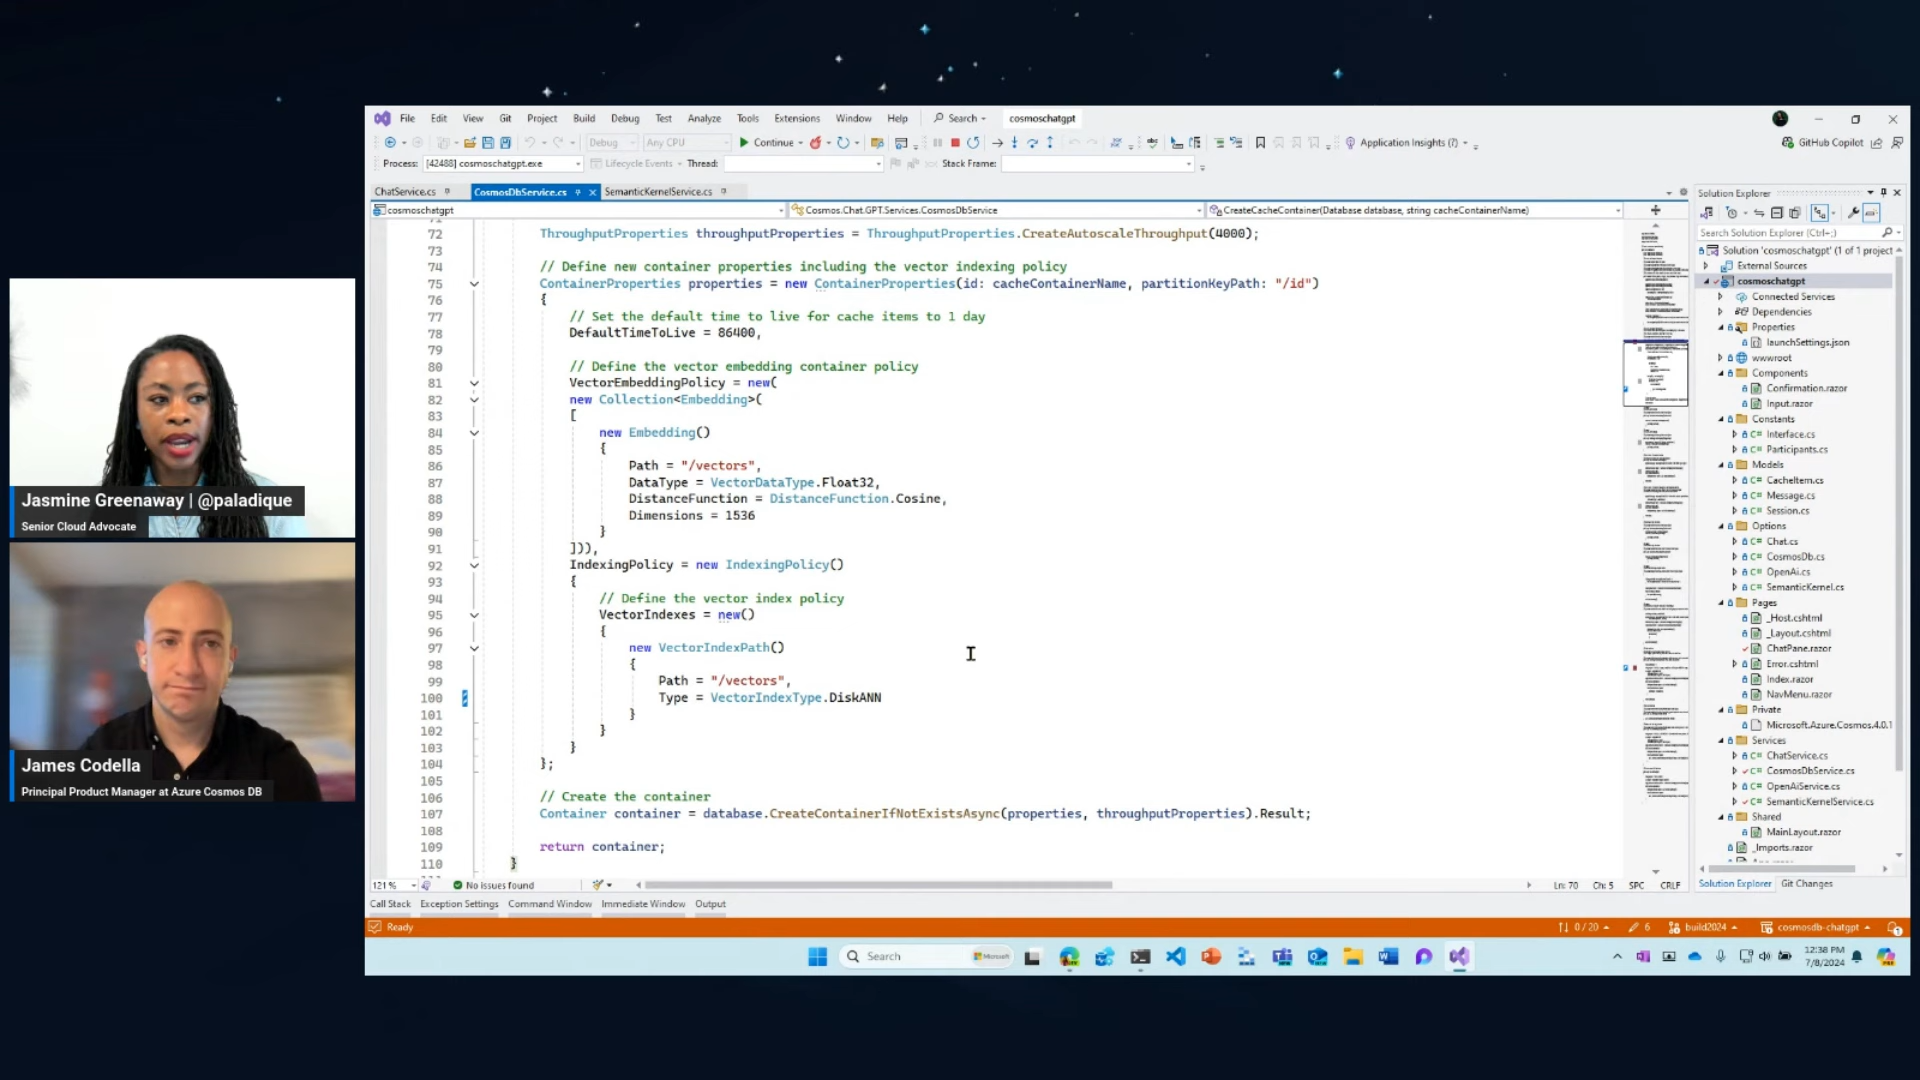 File Edit View Git Project Build Debug Test Analyze Tools Extensions Window Help Search cosmoschatgpt
Debug Any CPU Continue Application Insights (?) GitHub Copilot
Process: [42488] cosmoschatgpt.exe Lifecycle Events Thread: Stack Frame:
ChatService.cs CosmosDbService.cs SemanticKernelService.cs
cosmoschatgpt Cosmos.Chat.GPT.Services.CosmosDbService CreateCacheContainer(Database database, string cacheContainerName)
72 ThroughputProperties throughputProperties = ThroughputProperties.CreateAutoscaleThroughput(4000);
73
74 // Define new container properties including the vector indexing policy
75 ContainerProperties properties = new ContainerProperties(id: cacheContainerName, partitionKeyPath: "/id")
76 {
77 // Set the default time to live for cache items to 1 day
78 DefaultTimeToLive = 86400,
79
80 // Define the vector embedding container policy
81 VectorEmbeddingPolicy = new(
82 new Collection<Embedding>(
83 [
84 new Embedding()
85 {
86 Path = "/vectors",
87 DataType = VectorDataType.Float32,
88 DistanceFunction = DistanceFunction.Cosine,
89 Dimensions = 1536
90 }
91 ])),
92 IndexingPolicy = new IndexingPolicy()
93 {
94 // Define the vector index policy
95 VectorIndexes = new()
96 {
97 new VectorIndexPath()
98 {
99 Path = "/vectors",
100 Type = VectorIndexType.DiskANN
101 }
102 }
103 }
104 };
105
106 // Create the container
107 Container container = database.CreateContainerIfNotExistsAsync(properties, throughputProperties).Result;
108
109 return container;
110 }
121 % No issues found Ln: 70 Ch: 5 SPC CRLF
Call Stack Exception Settings Command Window Immediate Window Output
Ready 0 / 20 6 build2024 cosmosdb-chatgpt
Solution Explorer
Search Solution Explorer (Ctrl+;)
Solution 'cosmoschatgpt' (1 of 1 project
External Sources
cosmoschatgpt
Connected Services
Dependencies
Properties
launchSettings.json
wwwroot
Components
Confirmation.razor
Input.razor
Constants
C# Interface.cs
C# Participants.cs
Models
C# CacheItem.cs
C# Message.cs
C# Session.cs
Options
C# Chat.cs
C# CosmosDb.cs
C# OpenAi.cs
C# SemanticKernel.cs
Pages
_Host.cshtml
_Layout.cshtml
ChatPane.razor
Error.cshtml
Index.razor
NavMenu.razor
Private
Microsoft.Azure.Cosmos.4.0.1
Services
C# ChatService.cs
C# CosmosDbService.cs
C# OpenAiService.cs
C# SemanticKernelService.cs
Shared
MainLayout.razor
_Imports.razor
Solution Explorer Git Changes
Search Microsoft
12:38 PM
7/8/2024
Jasmine Greenaway | @paladique
Senior Cloud Advocate
James Codella
Principal Product Manager at Azure Cosmos DB